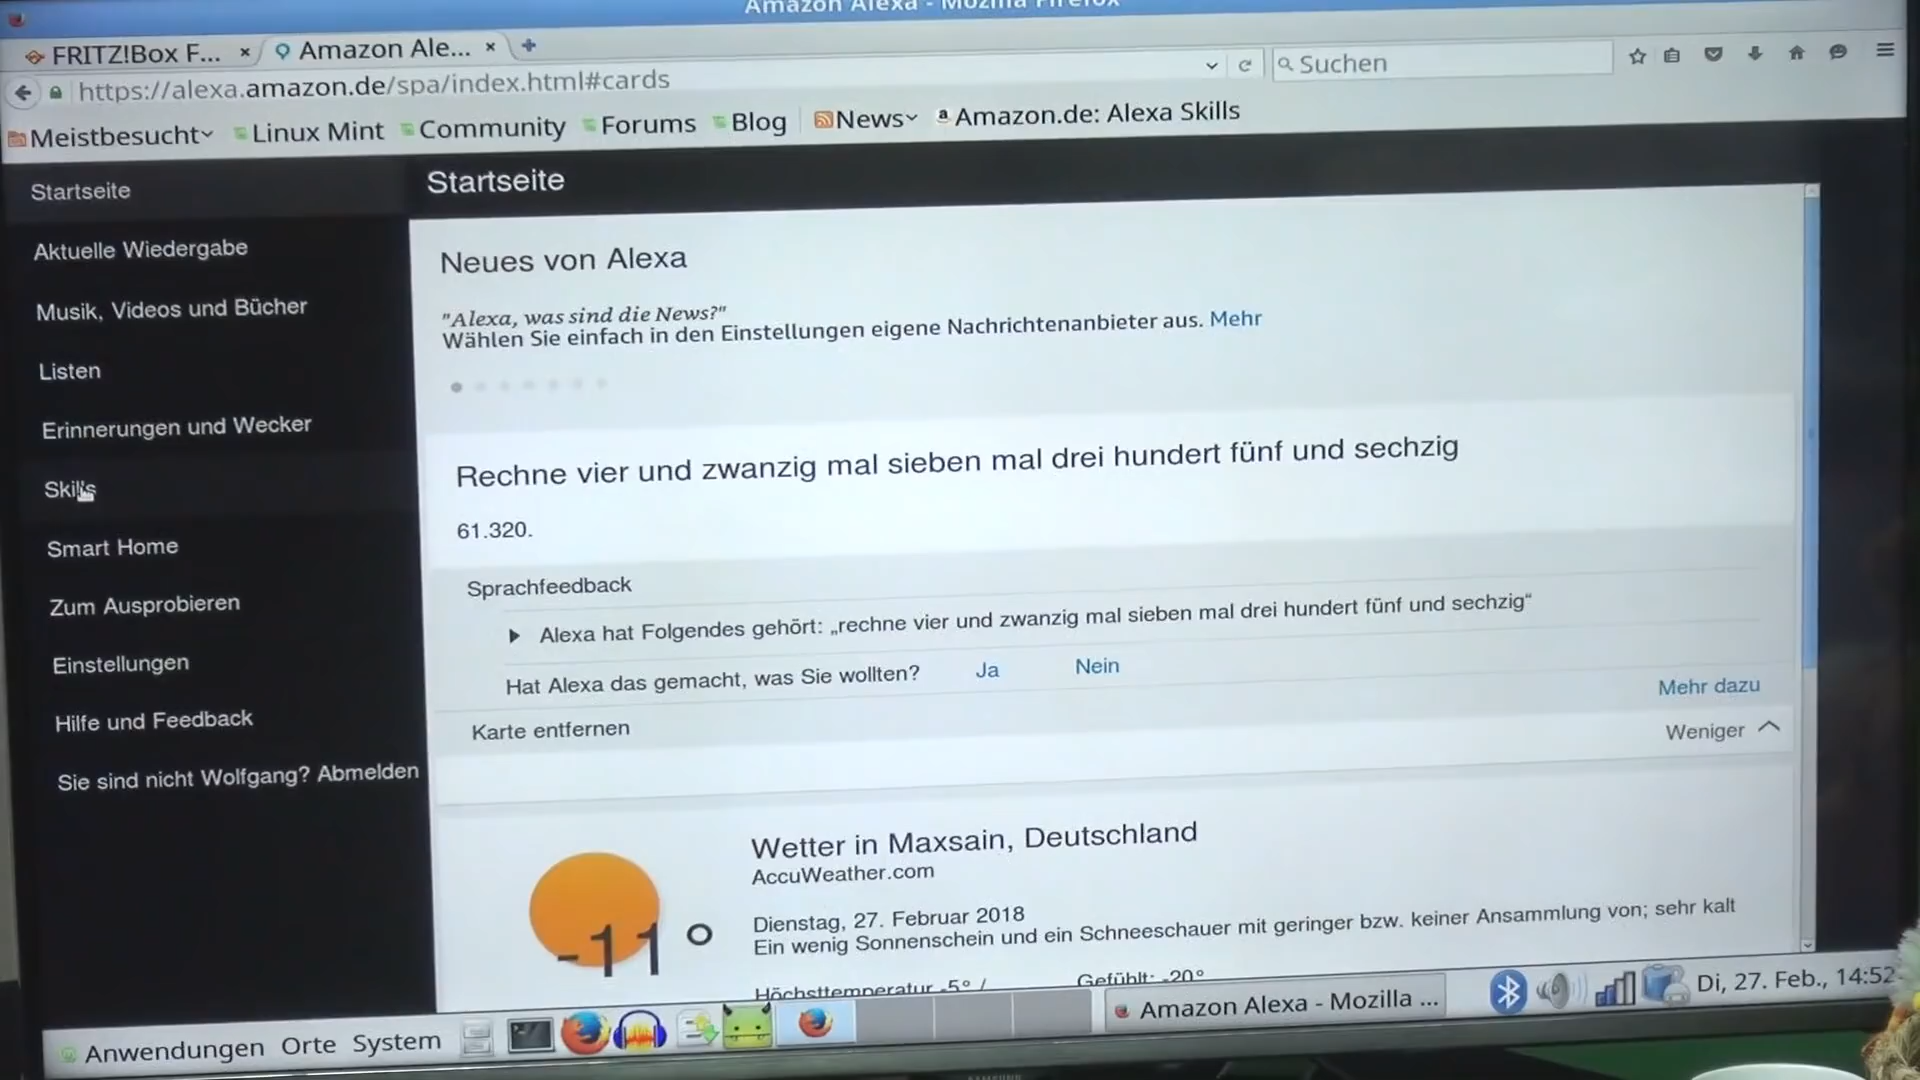 Amazon Alexa - Mozilla Firefox
FRITZ!Box F... × Amazon Ale... ×
https://alexa.amazon.de/spa/index.html#cards
Suchen
Meistbesucht Linux Mint Community Forums Blog News Amazon.de: Alexa Skills
Startseite
Aktuelle Wiedergabe
Musik, Videos und Bücher
Listen
Erinnerungen und Wecker
Skills
Smart Home
Zum Ausprobieren
Einstellungen
Hilfe und Feedback
Sie sind nicht Wolfgang? Abmelden
Startseite
Neues von Alexa
"Alexa, was sind die News?"
Wählen Sie einfach in den Einstellungen eigene Nachrichtenanbieter aus. Mehr
Rechne vier und zwanzig mal sieben mal drei hundert fünf und sechzig
61.320.
Sprachfeedback
Alexa hat Folgendes gehört: „rechne vier und zwanzig mal sieben mal drei hundert fünf und sechzig“
Hat Alexa das gemacht, was Sie wollten? Ja Nein
Mehr dazu
Karte entfernen
Weniger
-11°
Wetter in Maxsain, Deutschland
AccuWeather.com
Dienstag, 27. Februar 2018
Ein wenig Sonnenschein und ein Schneeschauer mit geringer bzw. keiner Ansammlung von; sehr kalt
Höchsttemperatur -5° / Gefühlt: -20°
Anwendungen Orte System
Amazon Alexa - Mozilla ...
Di, 27. Feb., 14:52
SAMSUNG